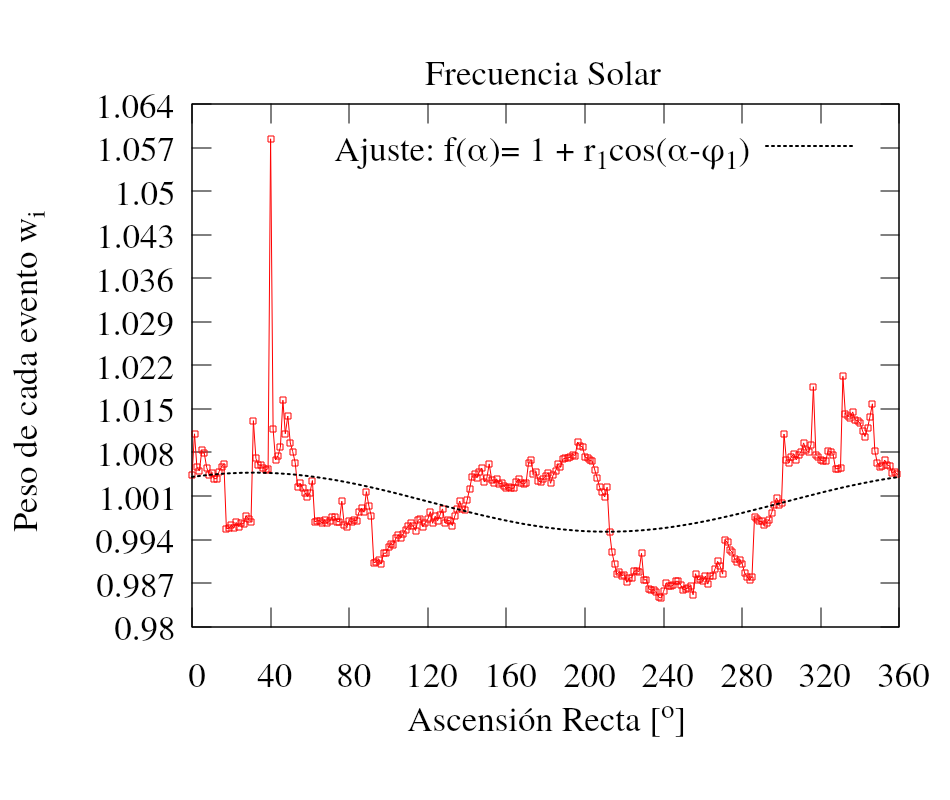 Frecuencia Solar
Ajuste: f(α)= 1 + r₁cos(α-φ₁)
Peso de cada evento wᵢ
1.064
1.057
1.05
1.043
1.036
1.029
1.022
1.015
1.008
1.001
0.994
0.987
0.98
0 40 80 120 160 200 240 280 320 360
Ascensión Recta [º]